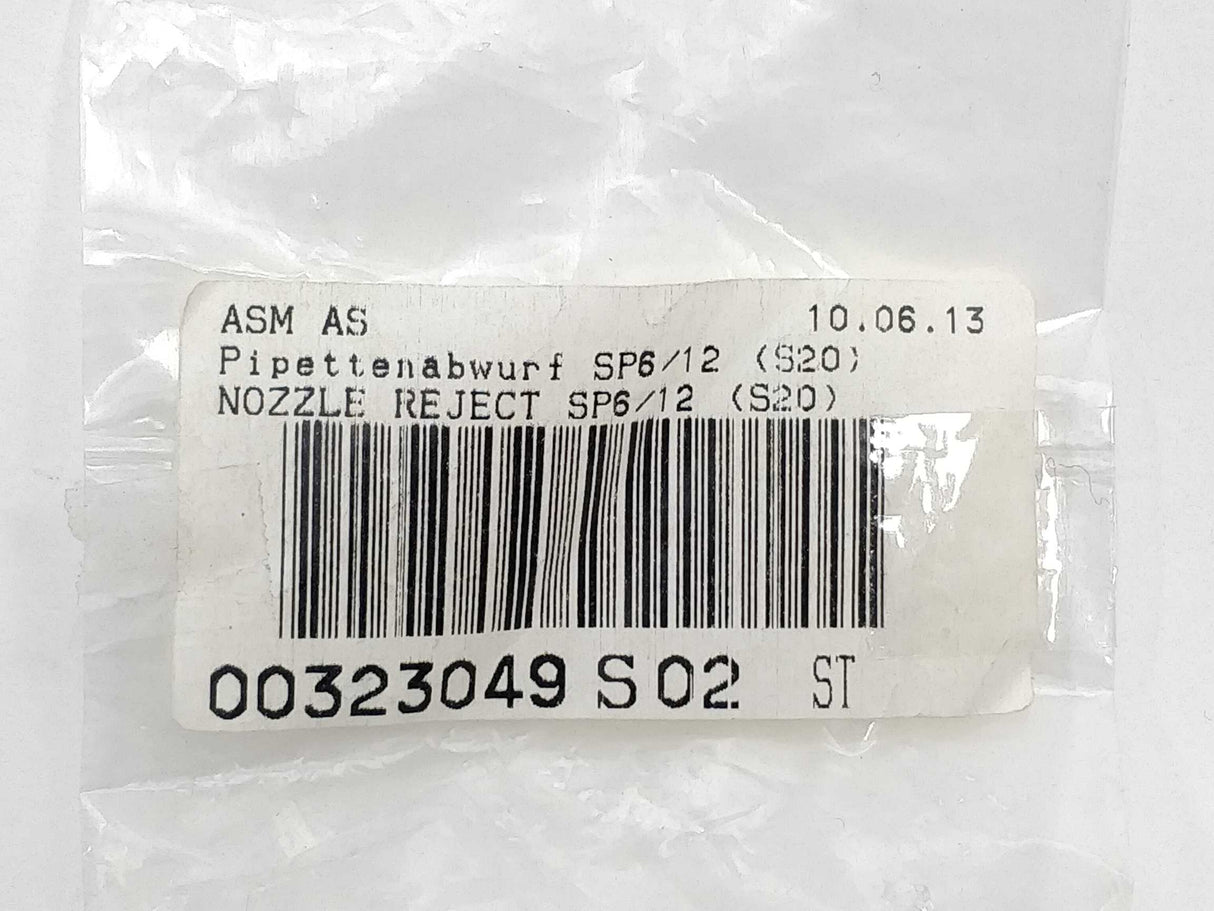 ASM AS 10.06.13
Pipettenabwurf SP6/12 (S20)
NOZZLE REJECT SP6/12 (S20)
00323049 S 02 ST